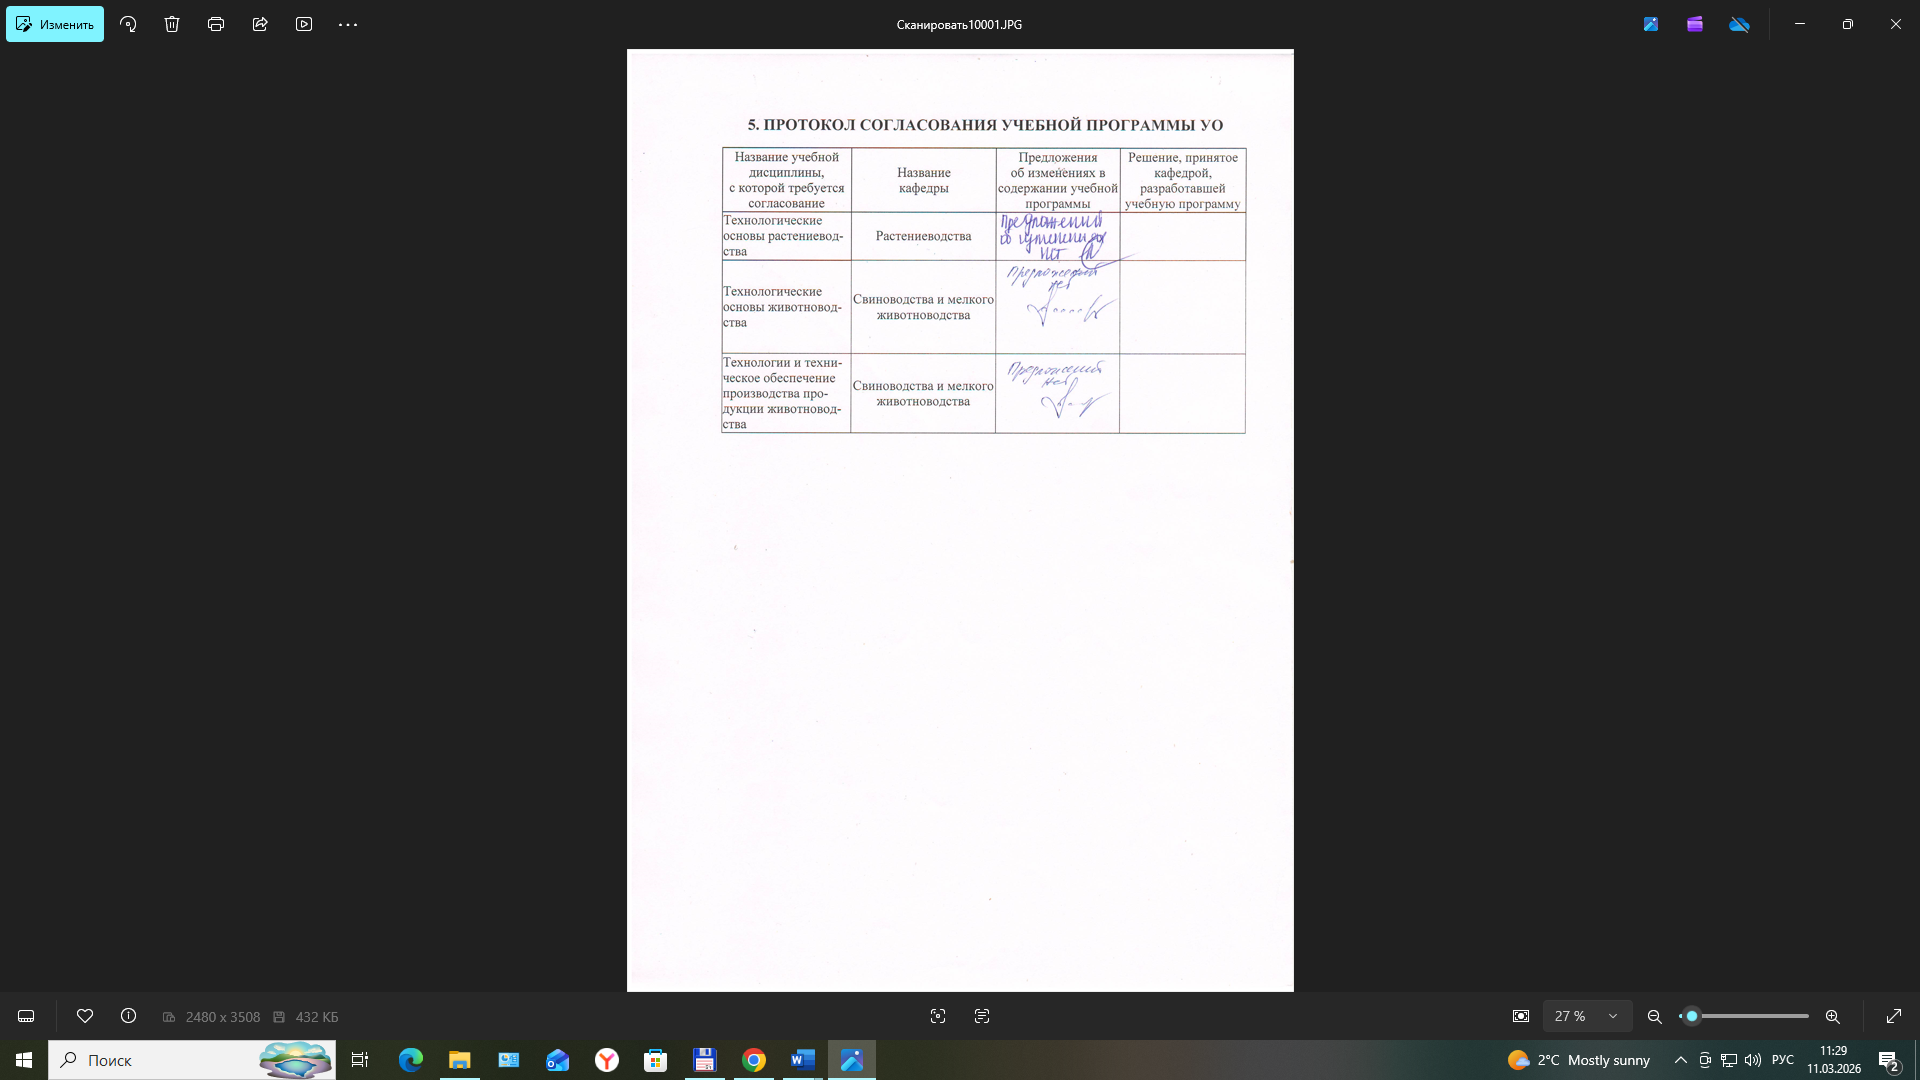 Изменить
Сканировать10001.JPG
5. ПРОТОКОЛ СОГЛАСОВАНИЯ УЧЕБНОЙ ПРОГРАММЫ УО
Название учебной
дисциплины,
с которой требуется
согласование
Название
кафедры
Предложения
об изменениях в
содержании учебной
программы
Решение, принятое
кафедрой,
разработавшей
учебную программу
Технологические
основы растениевод-
ства
Растениеводства
Предложений
об изменениях
нет
Технологические
основы животновод-
ства
Свиноводства и мелкого
животноводства
Предложений
нет
Технологии и техни-
ческое обеспечение
производства про-
дукции животновод-
ства
Свиноводства и мелкого
животноводства
Предложений
нет
2480 x 3508
432 КБ
27 %
Поиск
2°C Mostly sunny
РУС
11:29
11.03.2026
2